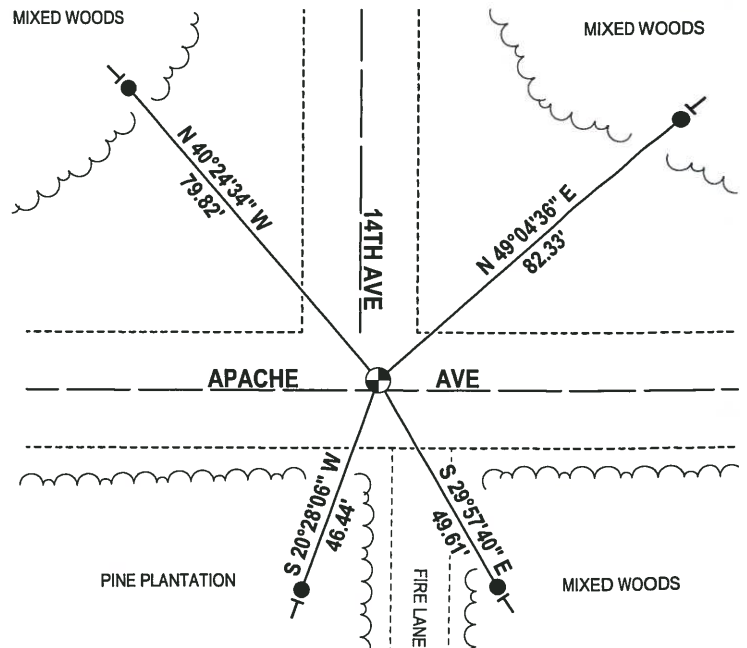 MIXED WOODS
MIXED WOODS
N 40°24'34" W
79.82'
14TH AVE
N 49°04'36" E
82.33'
APACHE AVE
S 20°28'06" W
46.44'
S 29°57'40" E
49.61'
PINE PLANTATION
FIRE LANE
MIXED WOODS